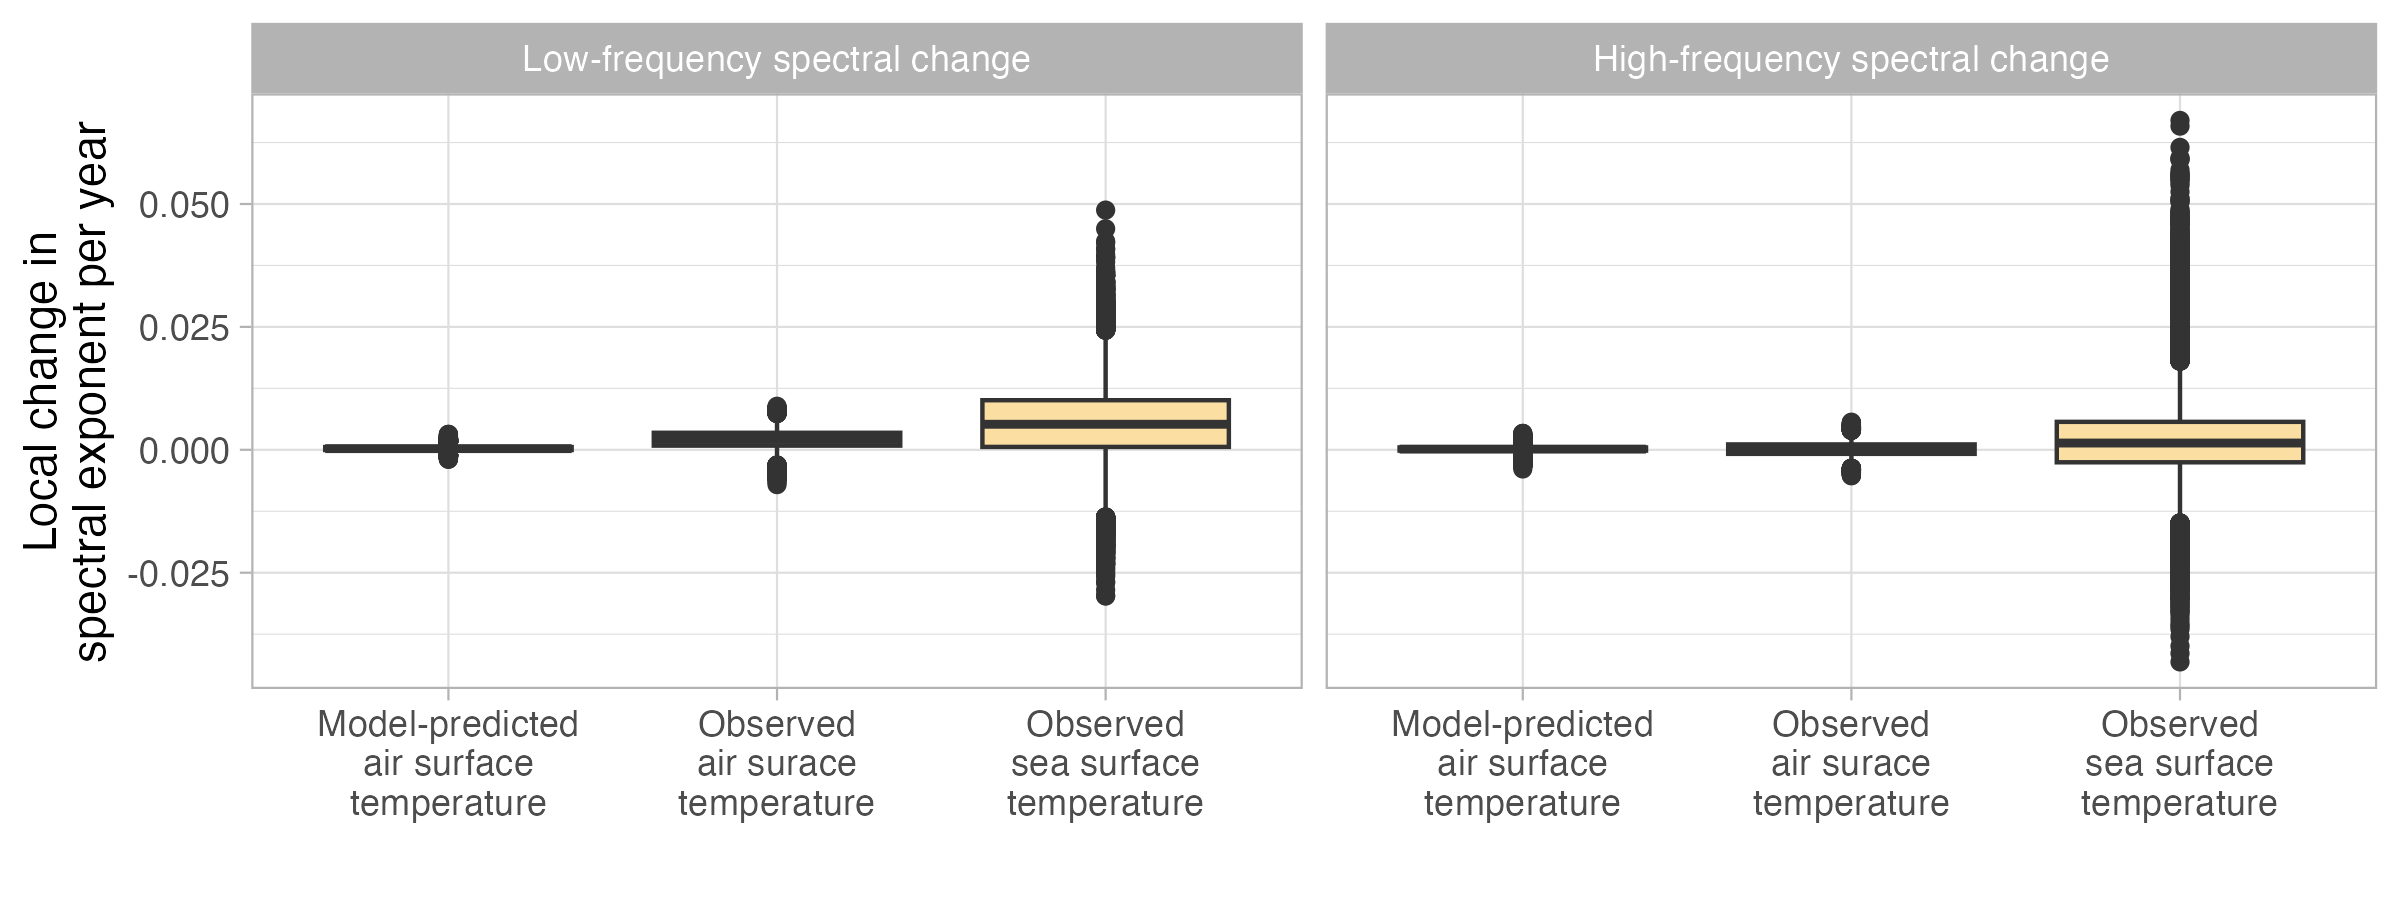 Low-frequency spectral change
High-frequency spectral change
Local change in
spectral exponent per year
0.050
0.025
0.000
-0.025
Model-predicted
air surface
temperature
Observed
air surace
temperature
Observed
sea surface
temperature
Model-predicted
air surface
temperature
Observed
air surace
temperature
Observed
sea surface
temperature